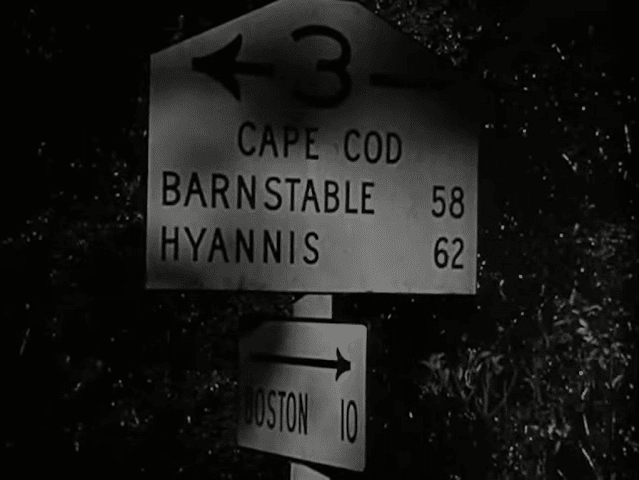 3
CAPE COD
BARNSTABLE 58
HYANNIS 62
BOSTON 10